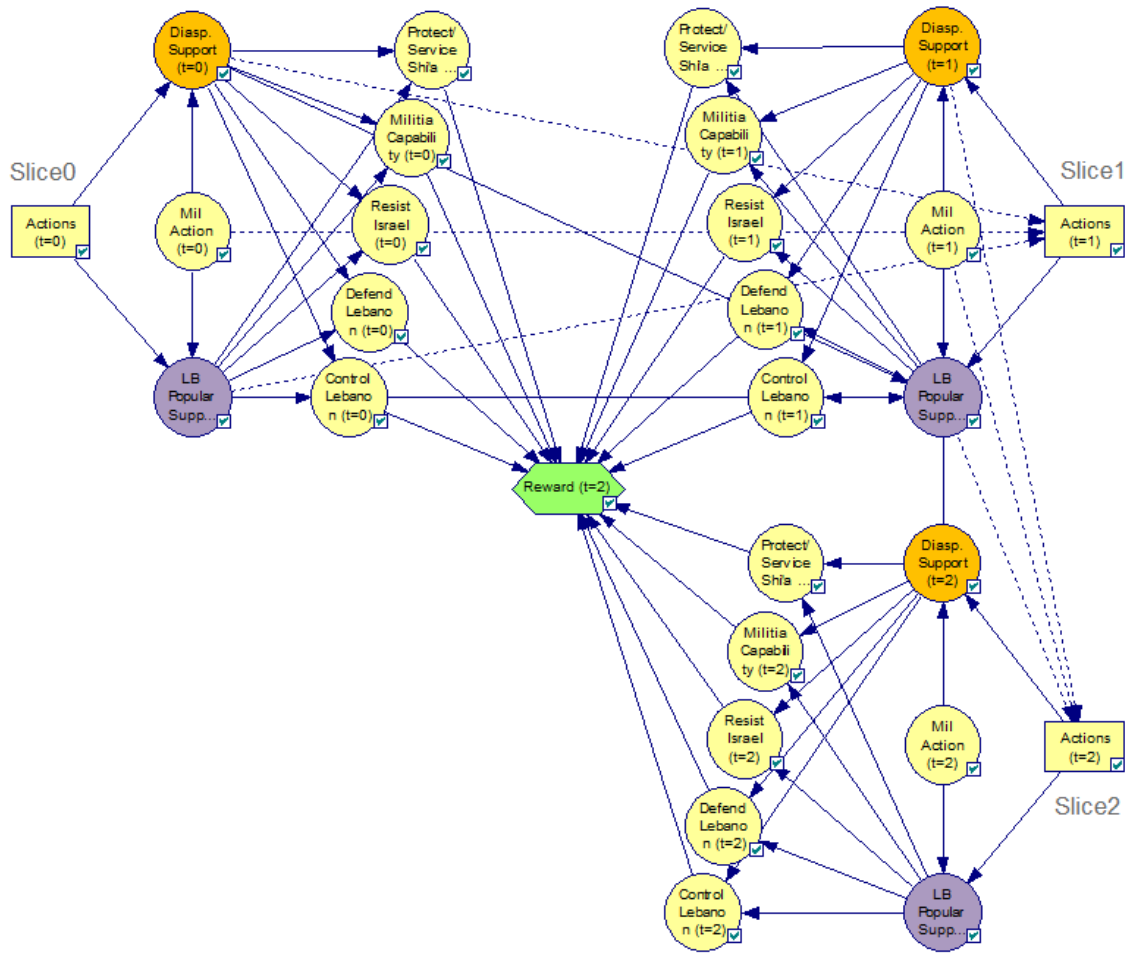 Diasp.
Support
(t=0)
Protect/
Service
Shi'a ...
Militia
Capabili
ty (t=0)
Slice0
Actions
(t=0)
Mil
Action
(t=0)
Resist
Israel
(t=0)
Defend
Lebano
n (t=0)
LB
Popular
Supp...
Control
Lebano
n (t=0)
Protect/
Service
Shi'a ...
Diasp.
Support
(t=1)
Militia
Capabili
ty (t=1)
Slice1
Resist
Israel
(t=1)
Mil
Action
(t=1)
Actions
(t=1)
Defend
Lebano
n (t=1)
Control
Lebano
n (t=1)
LB
Popular
Supp...
Reward (t=2)
Protect/
Service
Shi'a ...
Diasp.
Support
(t=2)
Militia
Capabili
ty (t=2)
Resist
Israel
(t=2)
Mil
Action
(t=2)
Actions
(t=2)
Slice2
Defend
Lebano
n (t=2)
Control
Lebano
n (t=2)
LB
Popular
Supp...